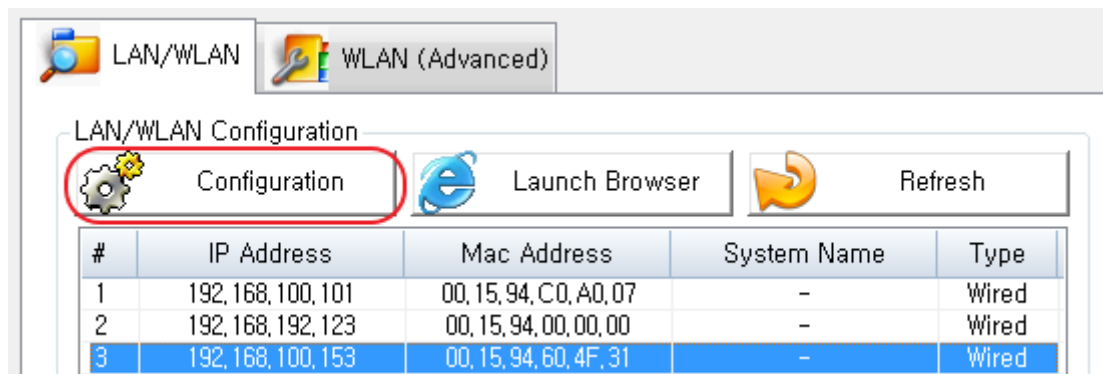 LAN/WLAN WLAN (Advanced)
LAN/WLAN Configuration
Configuration Launch Browser Refresh
# IP Address Mac Address System Name Type
1 192,168,100,101 00,15,94,C0,A0,07 - Wired
2 192,168,192,123 00,15,94,00,00,00 - Wired
3 192,168,100,153 00,15,94,60,4F,31 - Wired